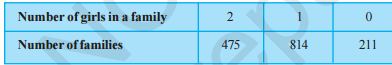 Number of girls in a family 2 1 0
Number of families 475 814 211